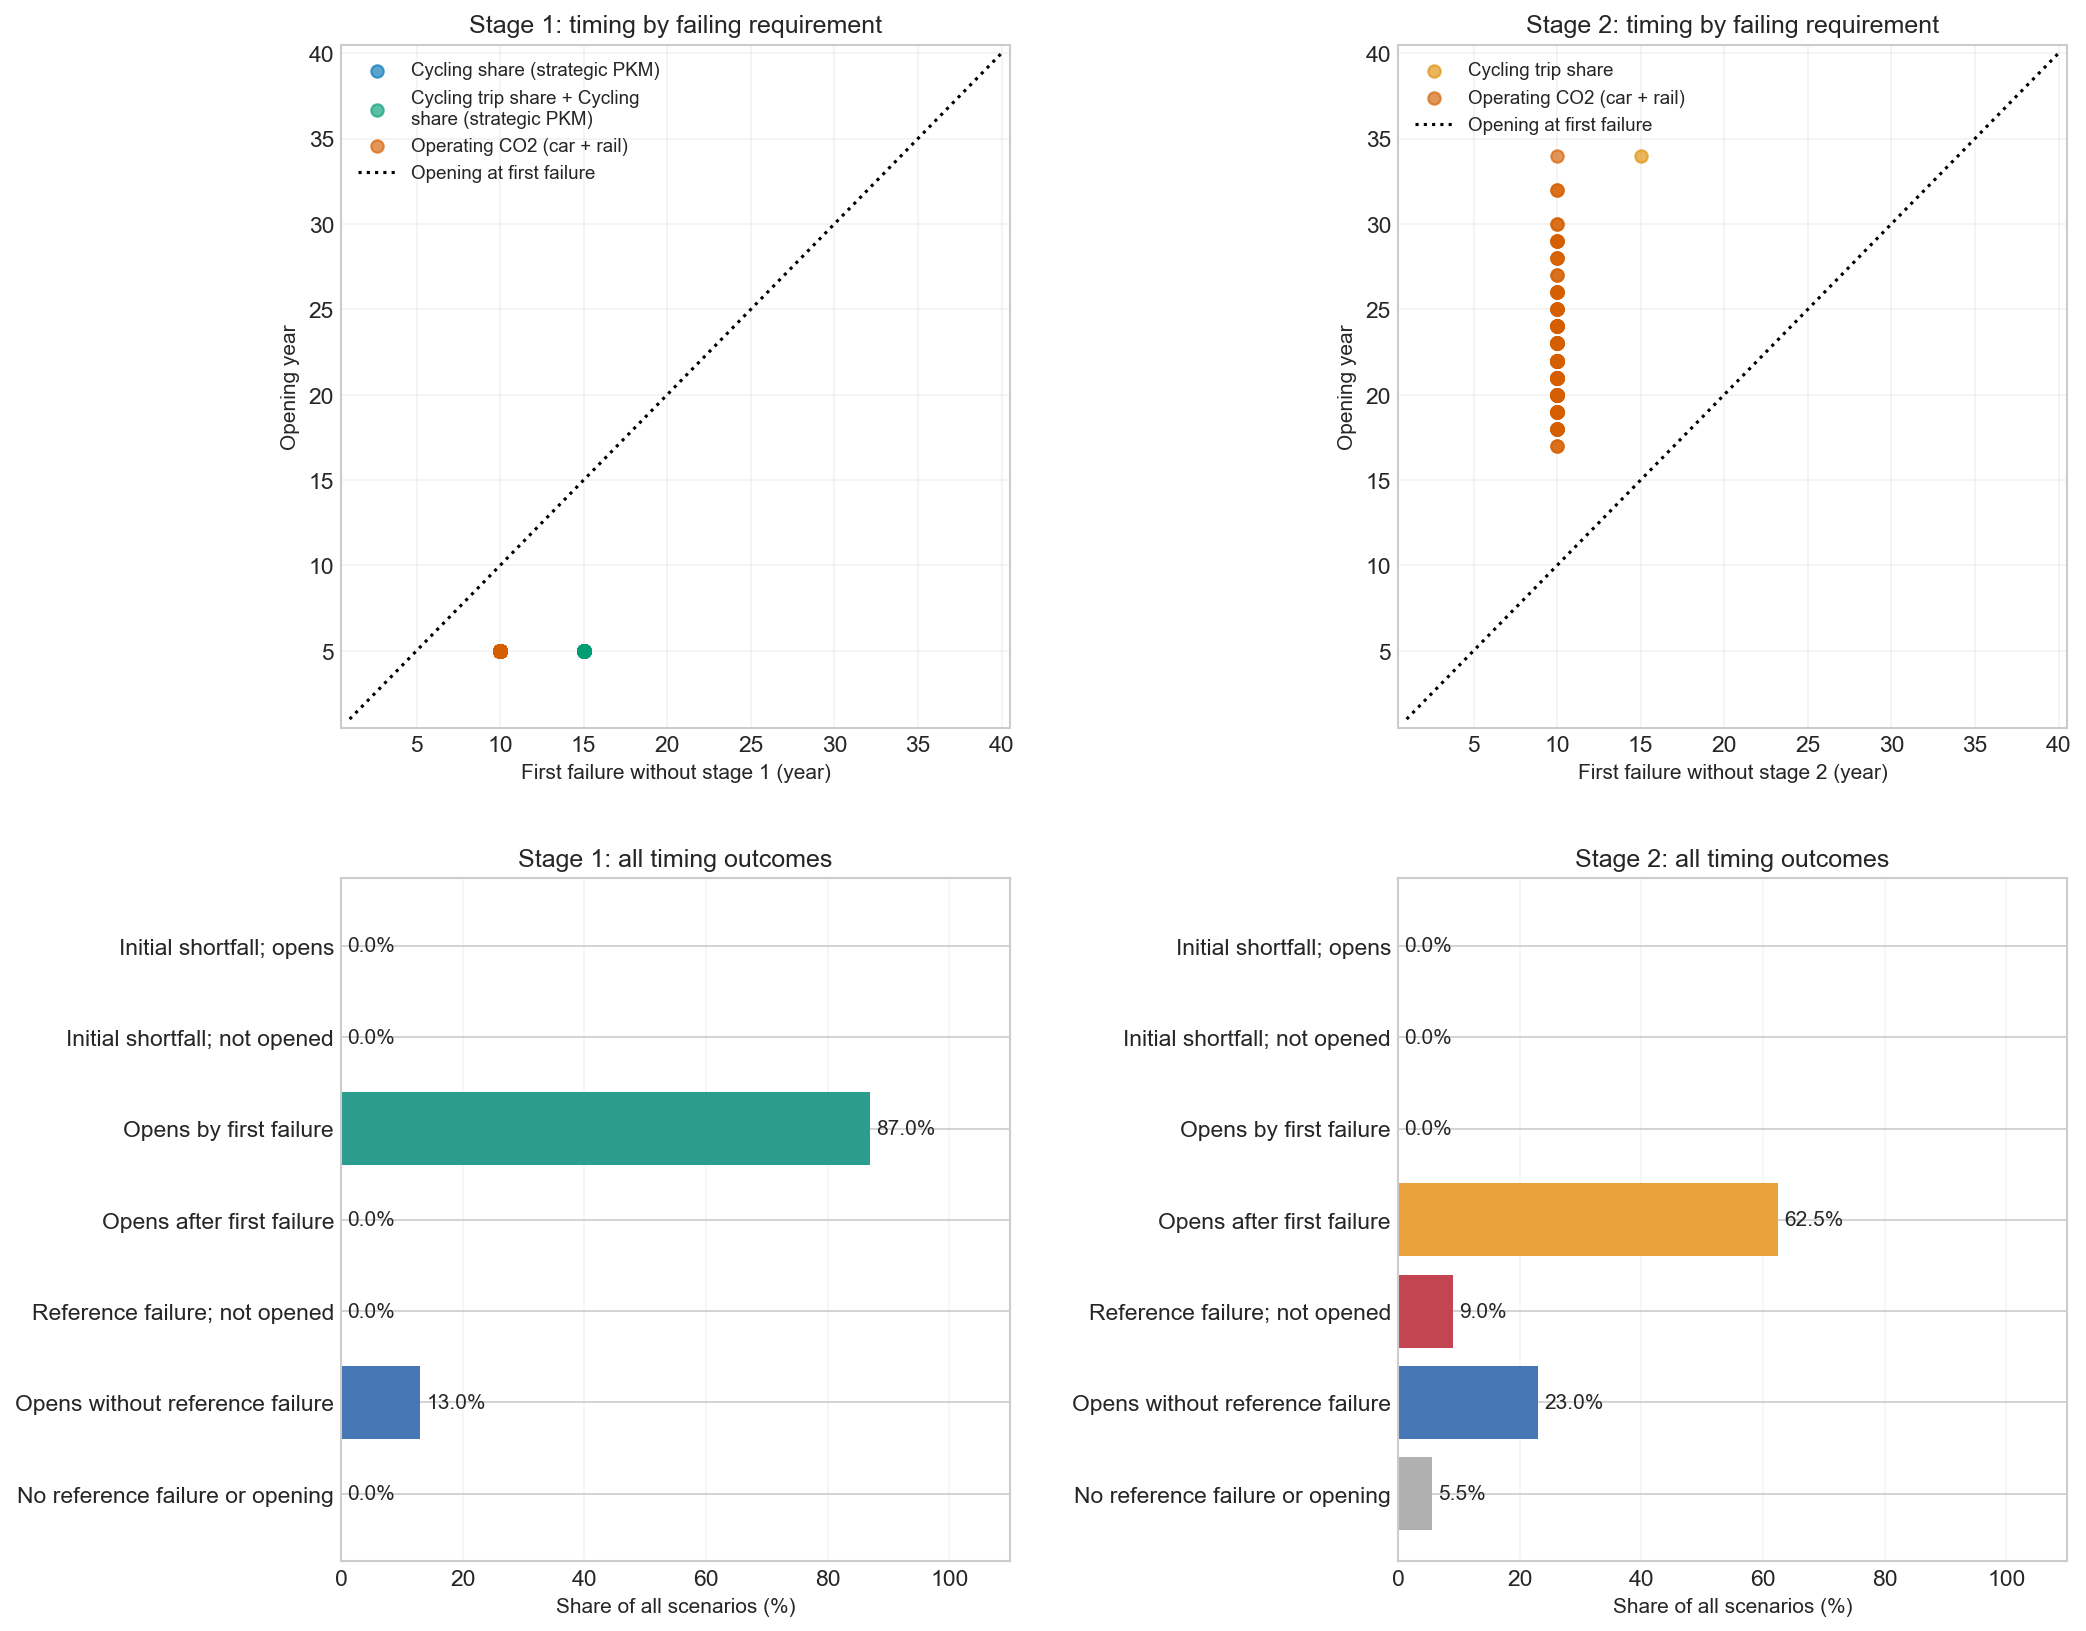 Stage 1: timing by failing requirement
40
35
30
25
20
15
10
5
Opening year
Cycling share (strategic PKM)
Cycling trip share + Cycling
share (strategic PKM)
Operating CO2 (car + rail)
Opening at first failure
5 10 15 20 25 30 35 40
First failure without stage 1 (year)
Stage 2: timing by failing requirement
40
35
30
25
20
15
10
5
Opening year
Cycling trip share
Operating CO2 (car + rail)
Opening at first failure
5 10 15 20 25 30 35 40
First failure without stage 2 (year)
Stage 1: all timing outcomes
Initial shortfall; opens 0.0%
Initial shortfall; not opened 0.0%
Opens by first failure 87.0%
Opens after first failure 0.0%
Reference failure; not opened 0.0%
Opens without reference failure 13.0%
No reference failure or opening 0.0%
0 20 40 60 80 100
Share of all scenarios (%)
Stage 2: all timing outcomes
Initial shortfall; opens 0.0%
Initial shortfall; not opened 0.0%
Opens by first failure 0.0%
Opens after first failure 62.5%
Reference failure; not opened 9.0%
Opens without reference failure 23.0%
No reference failure or opening 5.5%
0 20 40 60 80 100
Share of all scenarios (%)